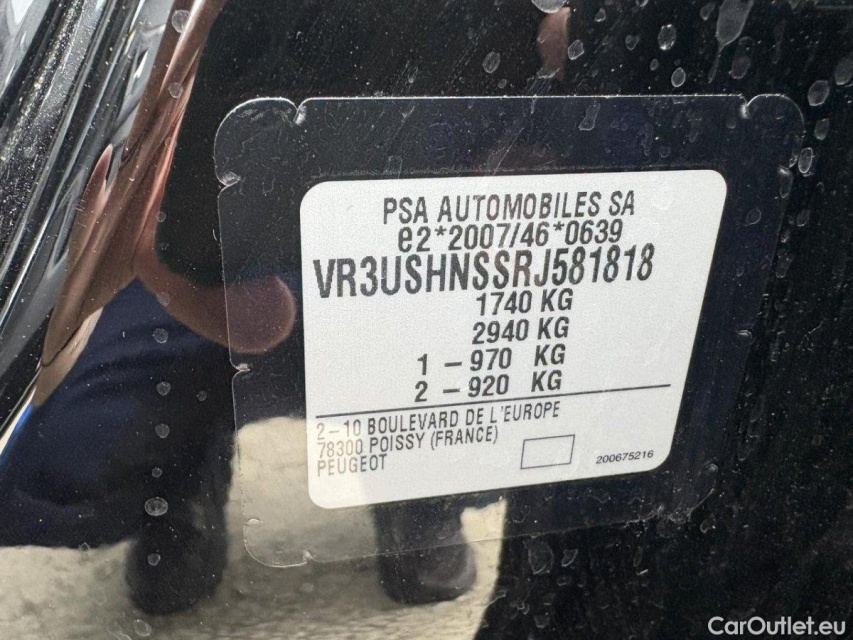 PSA AUTOMOBILES SA
e2*2007/46*0639
VR3USHNSSRJ581818
1740 KG
2940 KG
1 – 970 KG
2 – 920 KG
2–10 BOULEVARD DE L'EUROPE
78300 POISSY (FRANCE)
PEUGEOT
200675216
CarOutlet.eu